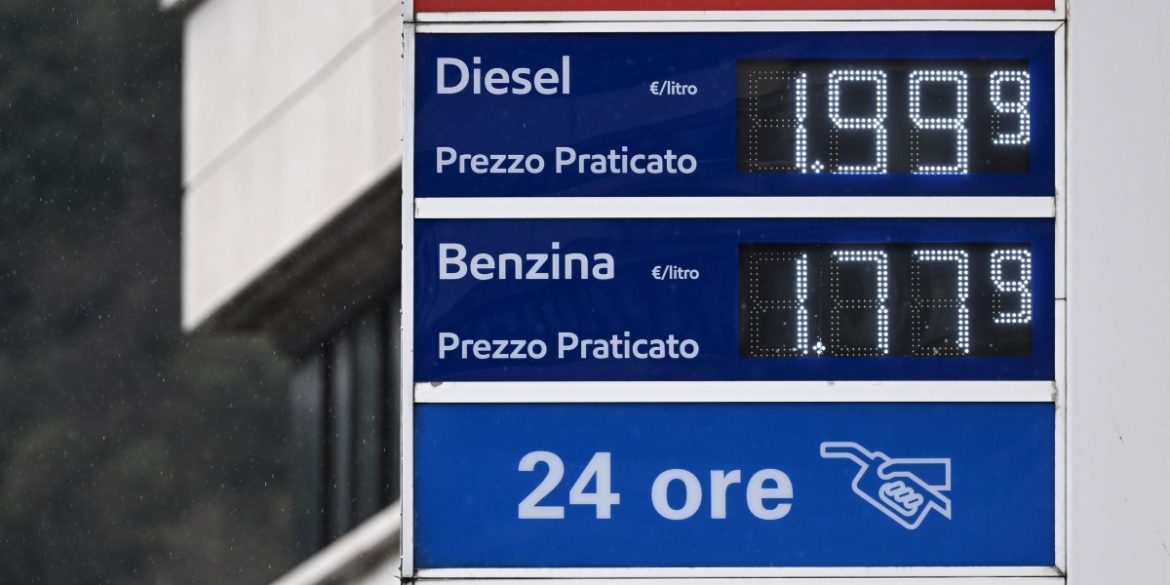 Diesel €/litro 1.999
Prezzo Praticato
Benzina €/litro 1.779
Prezzo Praticato
24 ore